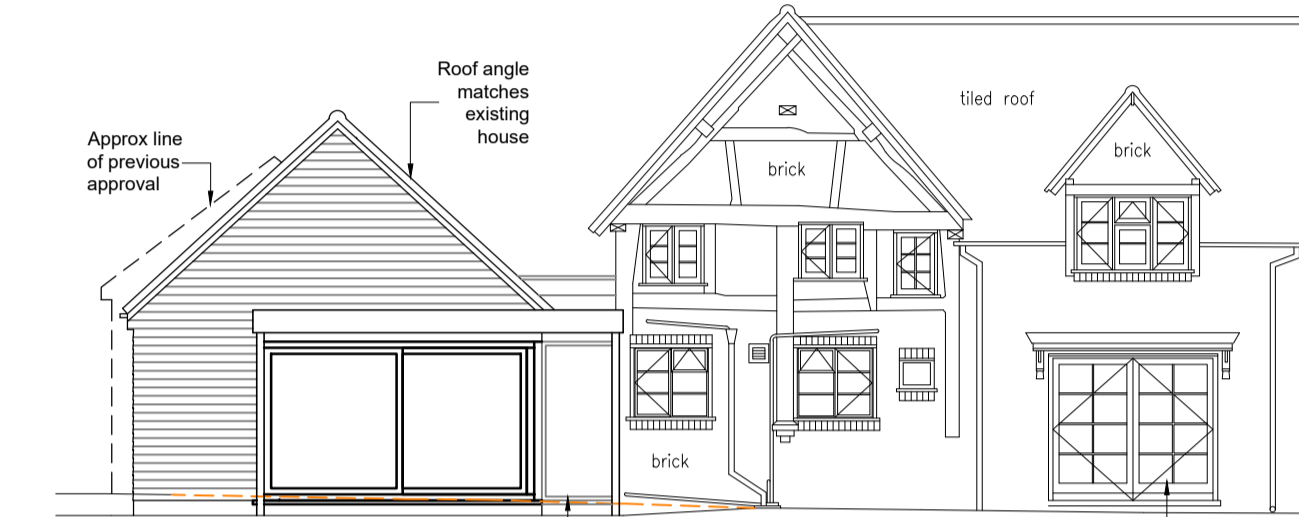 Approx line
of previous
approval
Roof angle
matches
existing
house
tiled roof
brick
brick
brick